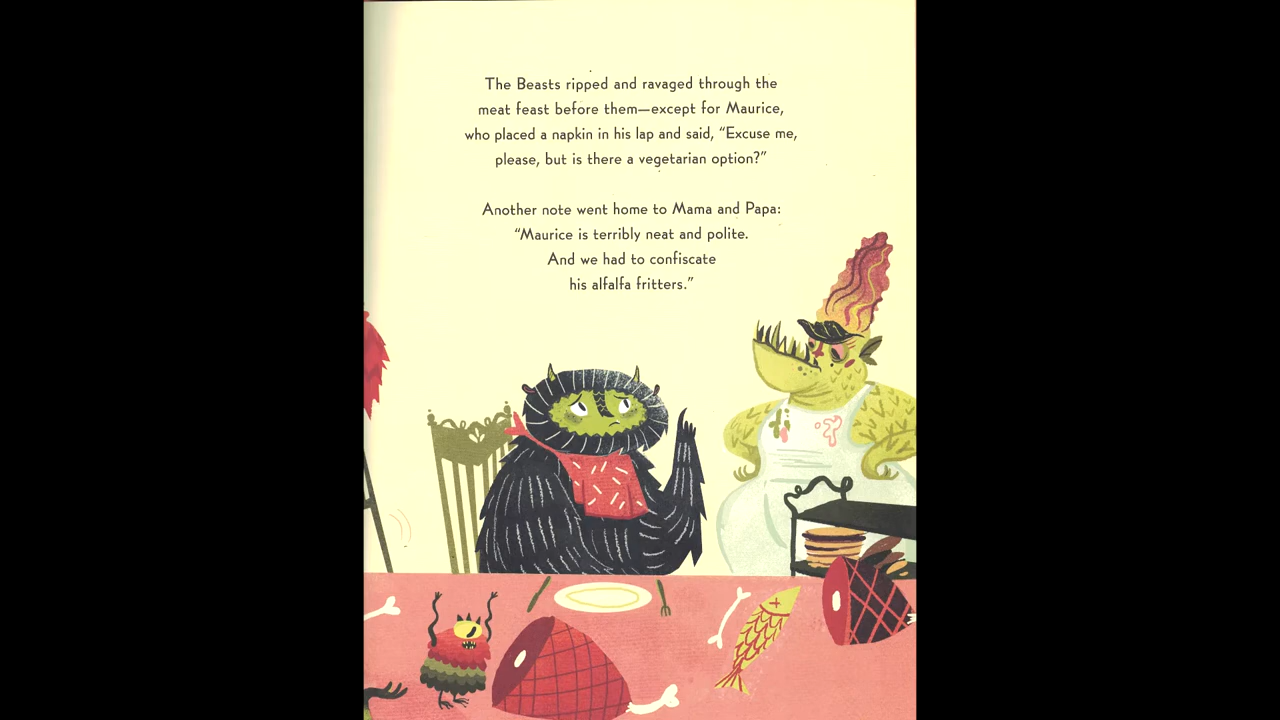 The Beasts ripped and ravaged through the
meat feast before them—except for Maurice,
who placed a napkin in his lap and said, “Excuse me,
please, but is there a vegetarian option?”
Another note went home to Mama and Papa:
“Maurice is terribly neat and polite.
And we had to confiscate
his alfalfa fritters.”